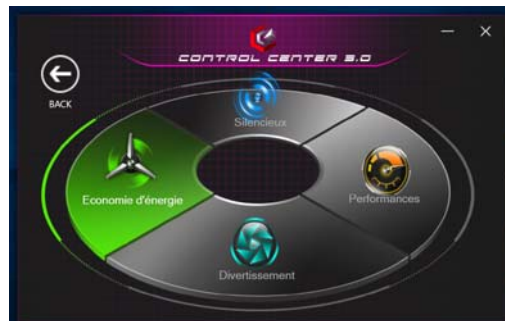 CONTROL CENTER 3.0
BACK
Silencieux
Economie d'énergie
Performances
Divertissement